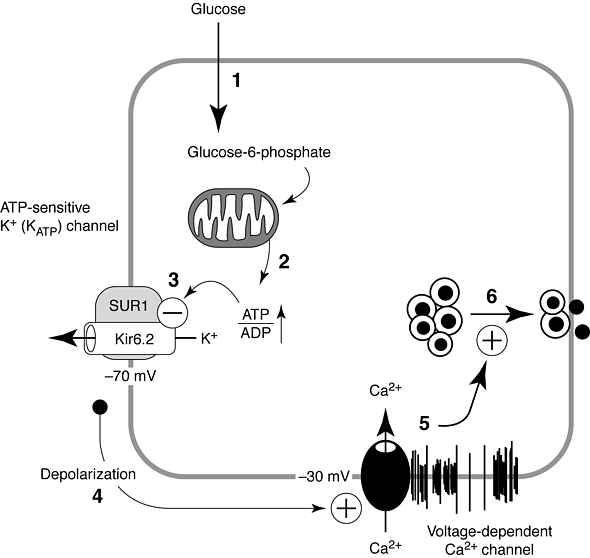 Glucose
1
Glucose-6-phosphate
ATP-sensitive
K⁺ (K_ATP) channel
2
3
SUR1
−
Kir6.2
K⁺
ATP
ADP
–70 mV
6
+
5
Ca²⁺
Depolarization
4
–30 mV
+
Voltage-dependent
Ca²⁺ channel
Ca²⁺